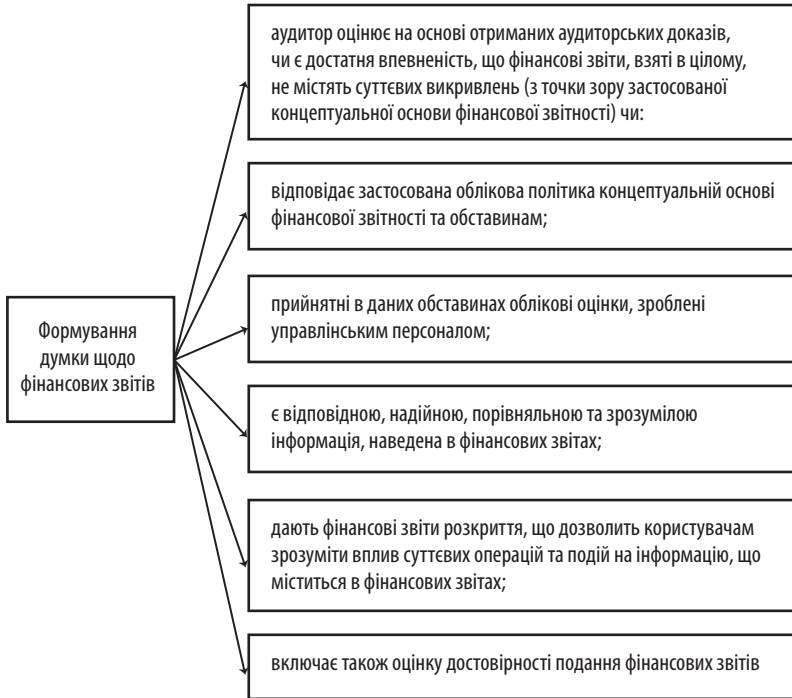 аудитор оцінює на основі отриманих аудиторських доказів,
чи є достатня впевненість, що фінансові звіти, взяті в цілому,
не містять суттєвих викривлень (з точки зору застосованої
концептуальної основи фінансової звітності) чи:
відповідає застосована облікова політика концептуальній основі
фінансової звітності та обставинам;
прийнятні в даних обставинах облікові оцінки, зроблені
управлінським персоналом;
Формування
думки щодо
фінансових звітів
є відповідною, надійною, порівняльною та зрозумілою
інформація, наведена в фінансових звітах;
дають фінансові звіти розкриття, що дозволить користувачам
зрозуміти вплив суттєвих операцій та подій на інформацію, що
міститься в фінансових звітах;
включає також оцінку достовірності подання фінансових звітів